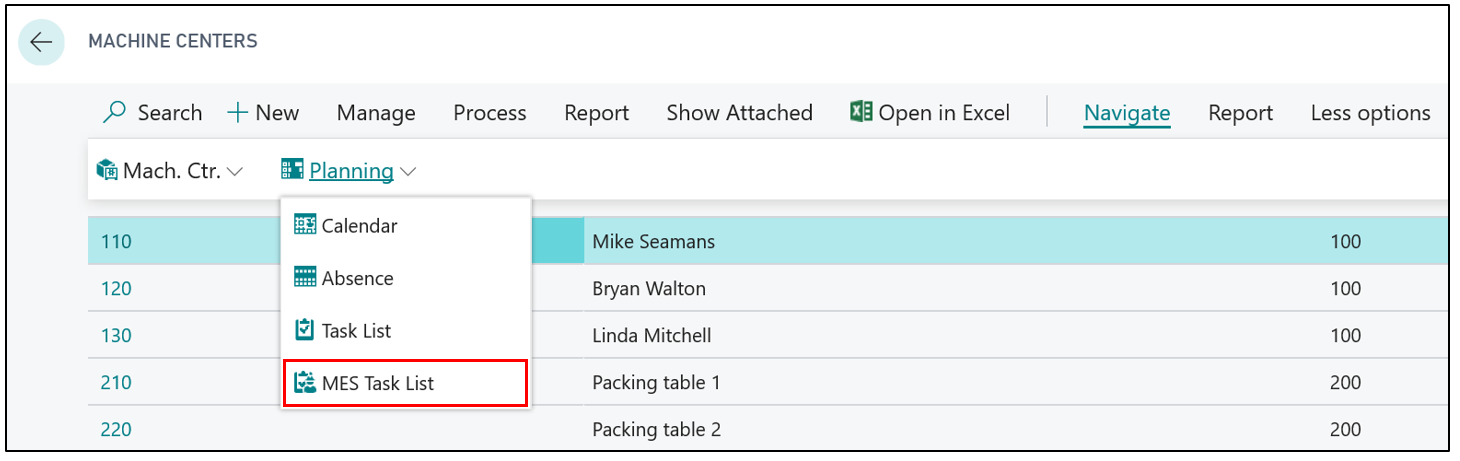 MACHINE CENTERS
Search New Manage Process Report Show Attached Open in Excel Navigate Report Less options
Mach. Ctr. Planning
Calendar
110 Mike Seamans 100
Absence
120 Bryan Walton 100
Task List
130 Linda Mitchell 100
MES Task List
210 Packing table 1 200
220 Packing table 2 200